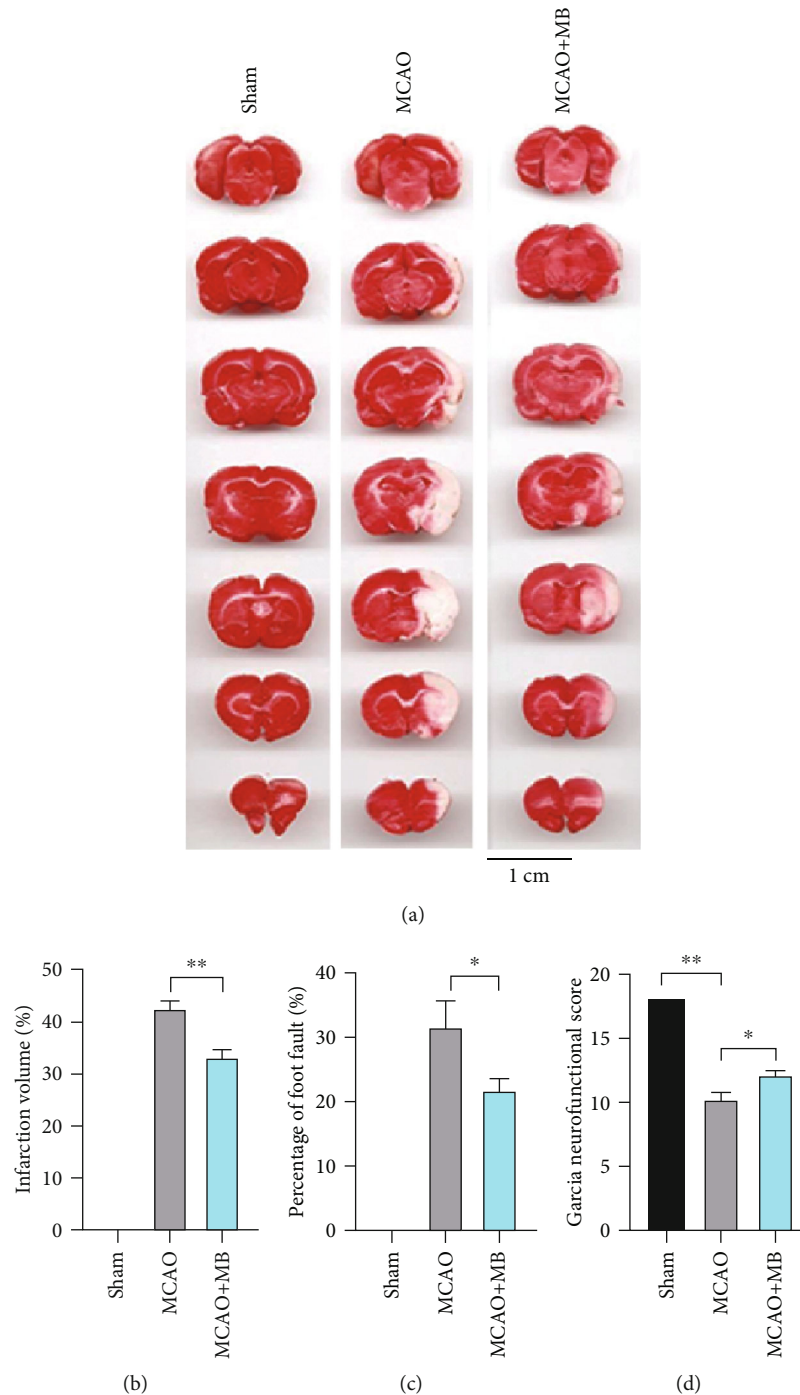 Sham
MCAO
MCAO+MB
1 cm
(a)
Infarction volume (%)
50
40
30
20
10
0
**
Sham
MCAO
MCAO+MB
(b)
Percentage of foot fault (%)
40
30
20
10
0
*
Sham
MCAO
MCAO+MB
(c)
Garcia neurofunctional score
20
15
10
5
0
**
*
Sham
MCAO
MCAO+MB
(d)